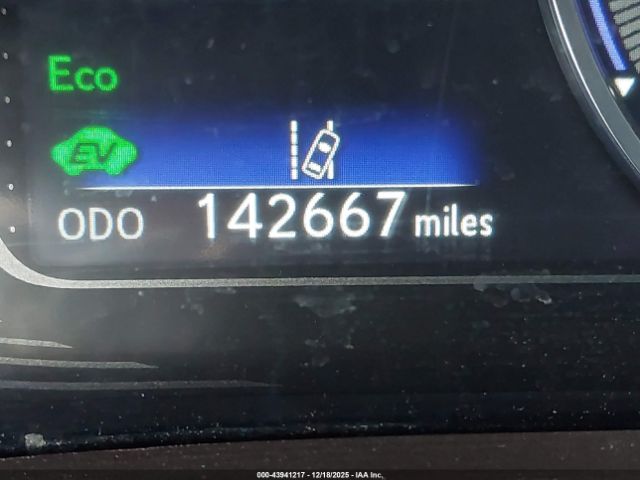 Eco
EV
ODO 142667 miles
000-43941217 - 12/18/2025 - IAA Inc.